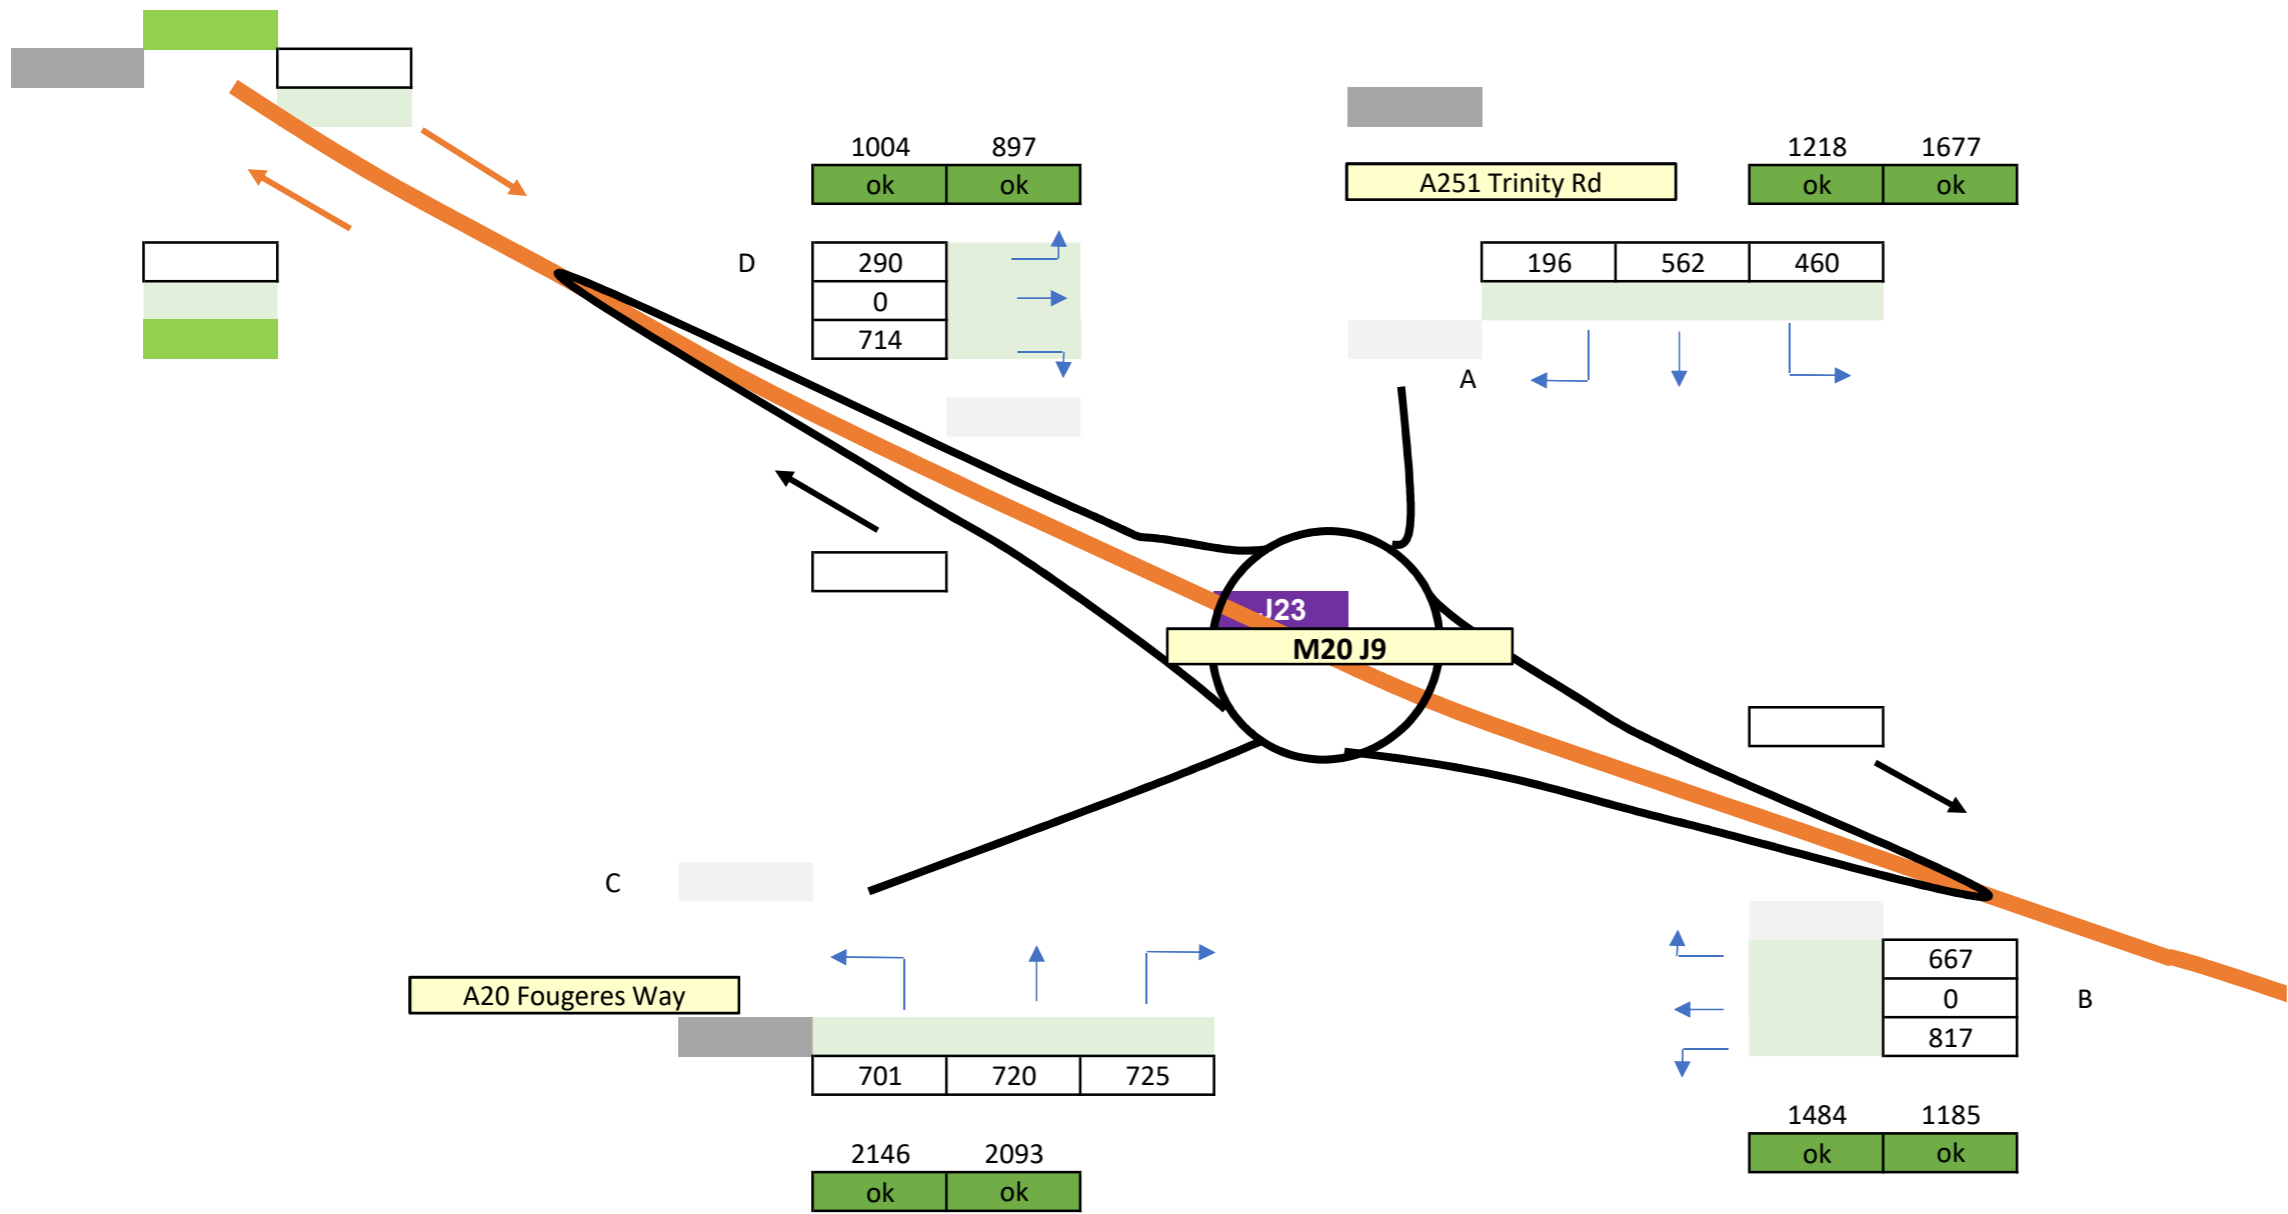 1004 897
1218 1677
ok ok
A251 Trinity Rd
ok ok
D
290
196 562 460
0
714
A
J23
M20 J9
C
667
A20 Fougeres Way
0
B
817
701 720 725
1484 1185
ok ok
2146 2093
ok ok